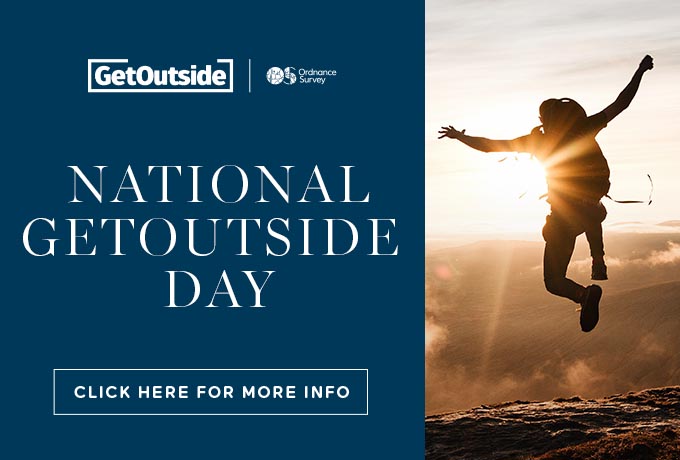 GetOutside
Ordnance
Survey
NATIONAL
GETOUTSIDE
DAY
CLICK HERE FOR MORE INFO